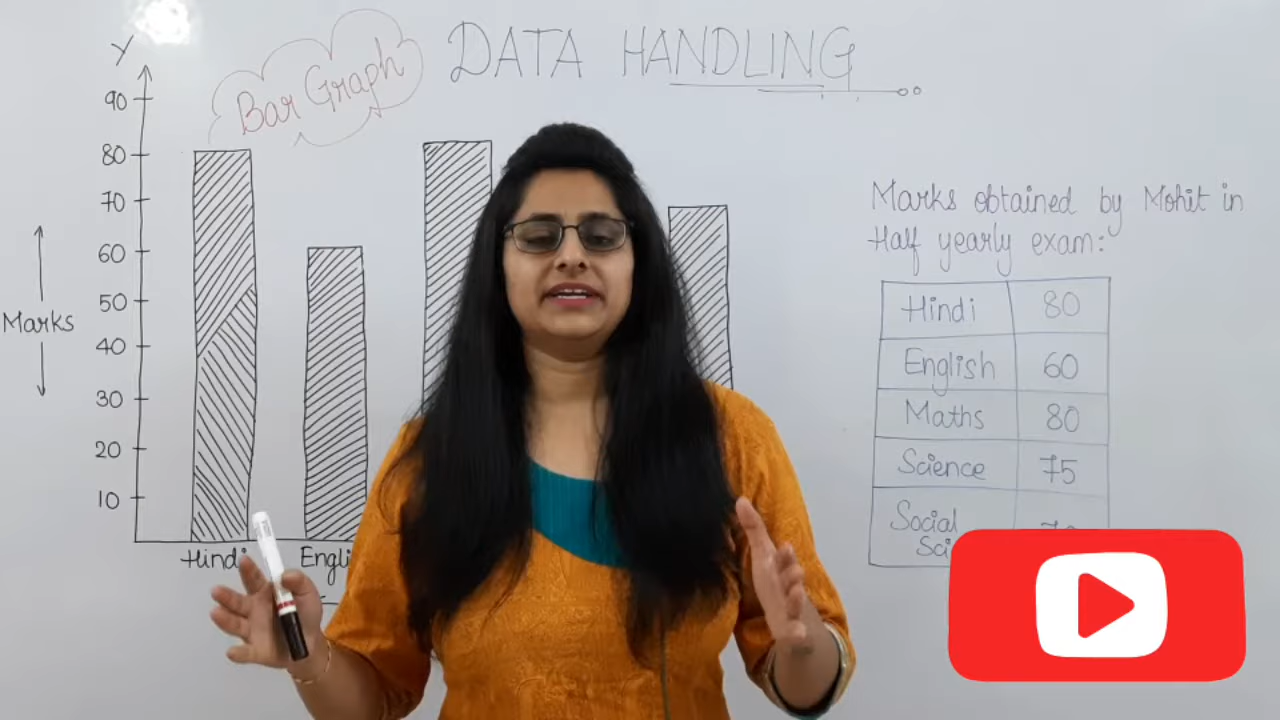 DATA HANDLING
Bar Graph
Y
90
80
70
60
50
40
30
20
10
Marks
Hindi
Engli
Marks obtained by Mohit in
Half yearly exam:
Hindi 80
English 60
Maths 80
Science 75
Social